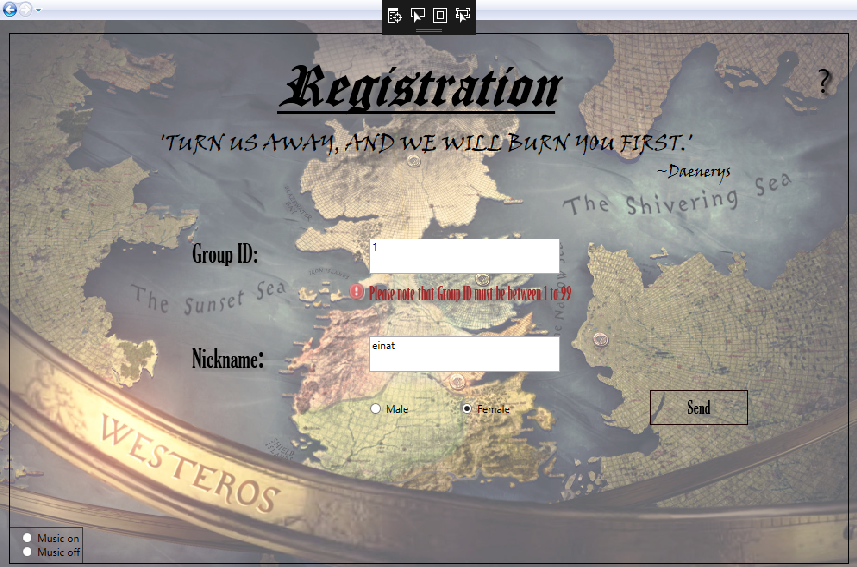 Registration
?
'TURN US AWAY, AND WE WILL BURN YOU FIRST.'
~Daenerys
The Shivering Sea
Group ID:
1
The Sunset Sea
Please note that Group ID must be between 1 to 99
Nickname:
einat
Male
Female
Send
WESTEROS
Music on
Music off